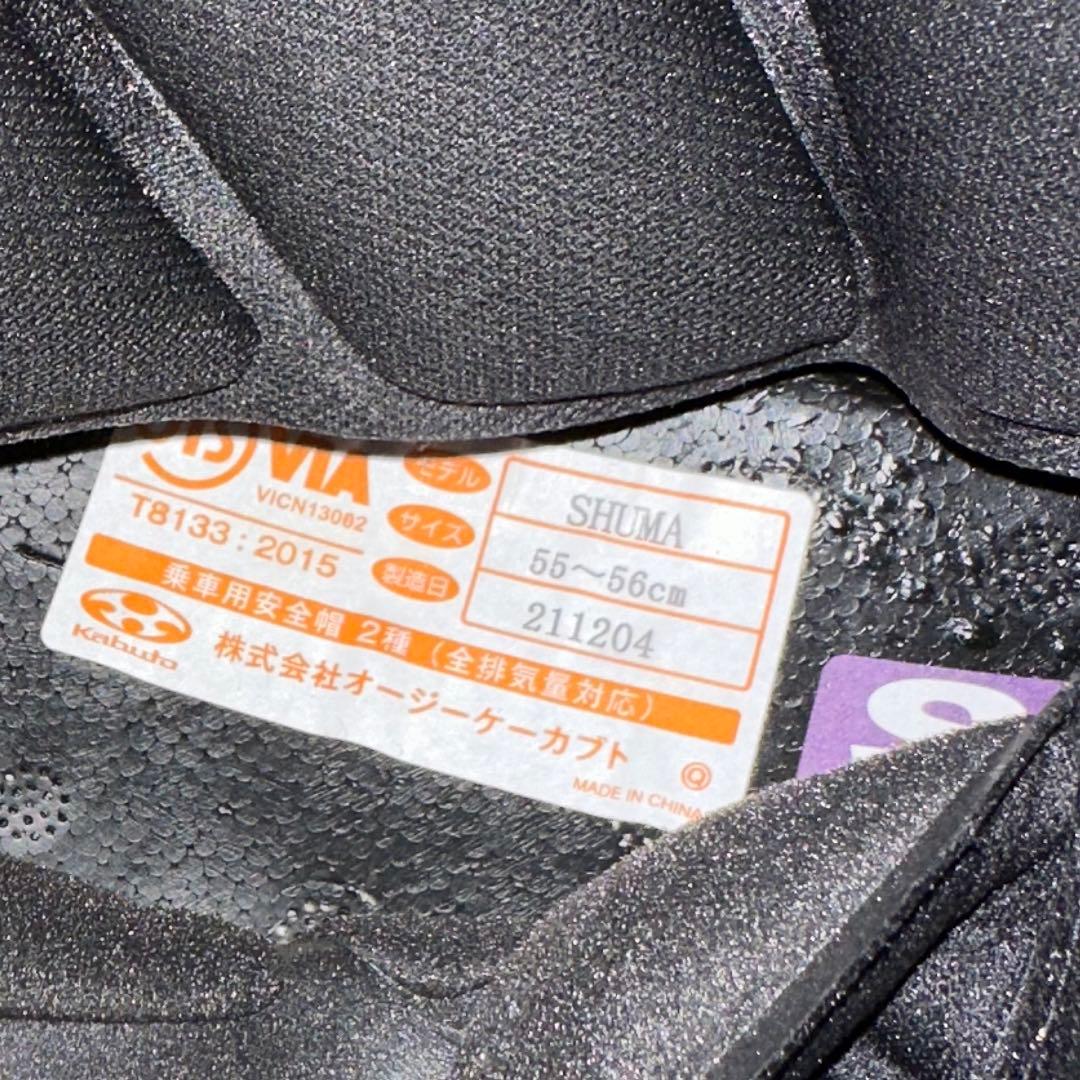 JIS VIA
VICN13002
T8133:2015
モデル SHUMA
サイズ 55～56cm
製造日 211204
乗車用安全帽 2種（全排気量対応）
Kabuto 株式会社オージーケーカブト
Q
MADE IN CHINA
S